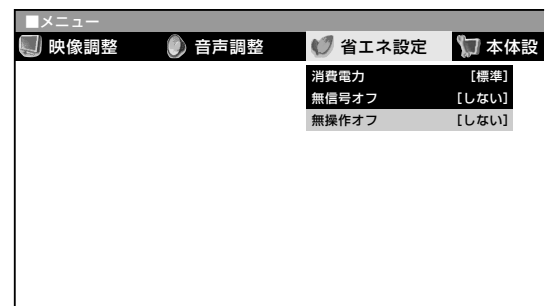 ■メニュー
映像調整 音声調整 省エネ設定 本体設
消費電力 [標準]
無信号オフ [しない]
無操作オフ [しない]